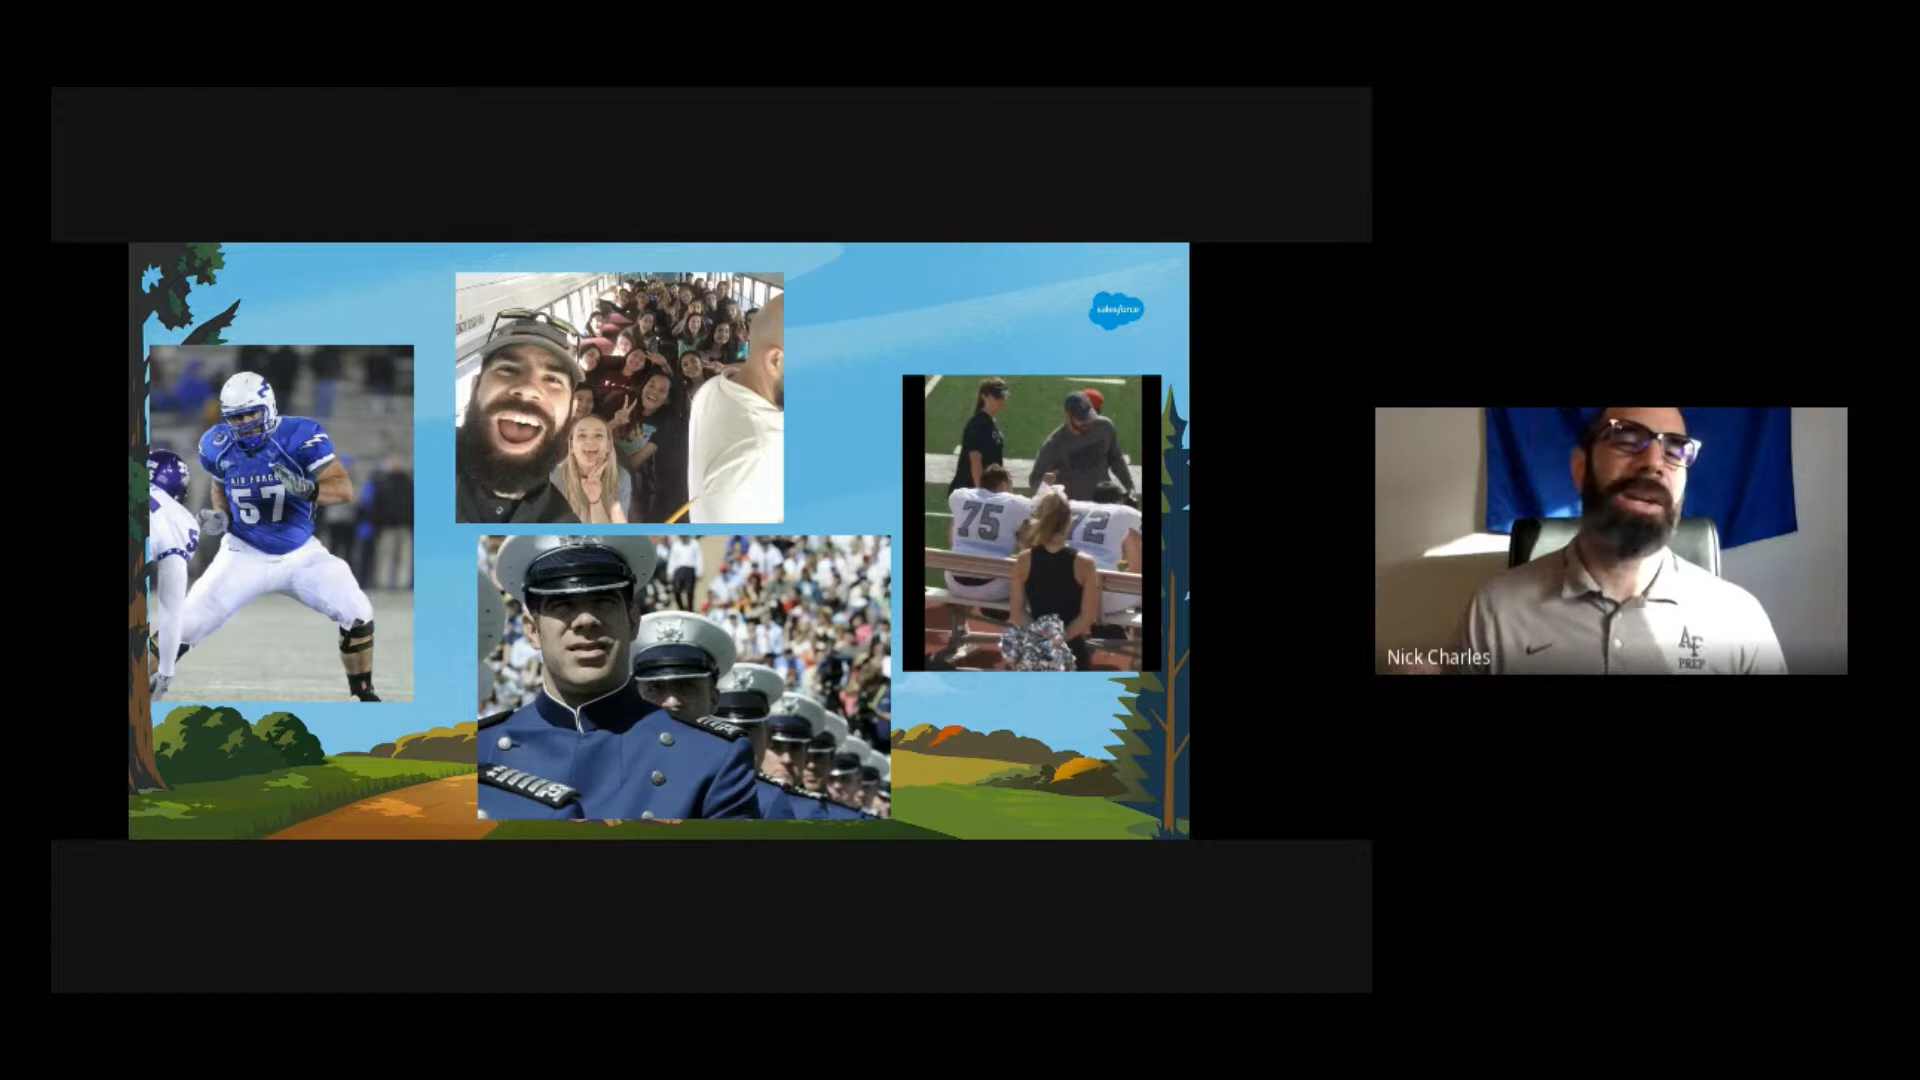 salesforce
AIR FORCE
57
75
72
Nick Charles
AF
PREP